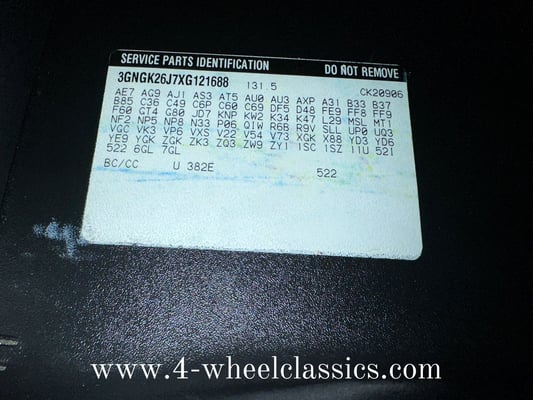 SERVICE PARTS IDENTIFICATION DO NOT REMOVE
3GNGK26J7XG121688 131.5 CK20906
AE7 AG9 AJ1 AS3 AT5 AU0 AU3 AXP A31 B33 B37
B85 C36 C49 C6P C60 C69 DF5 D48 FE9 FF8 FF9
F60 GT4 G80 JD7 KNP KW2 K34 K47 L29 MSL MT1
NF2 NP5 NP8 N33 P06 QIW R6B R9V SLL UP0 UQ3
VGC VK3 VP6 VXS V22 V54 V73 XGK X88 YD3 YD6
YE9 YGK ZGK ZK3 ZQ3 ZW9 ZY1 1SC 1SZ 11U 521
522 6GL 7GL
BC/CC U 382E 522
www.4-wheelclassics.com